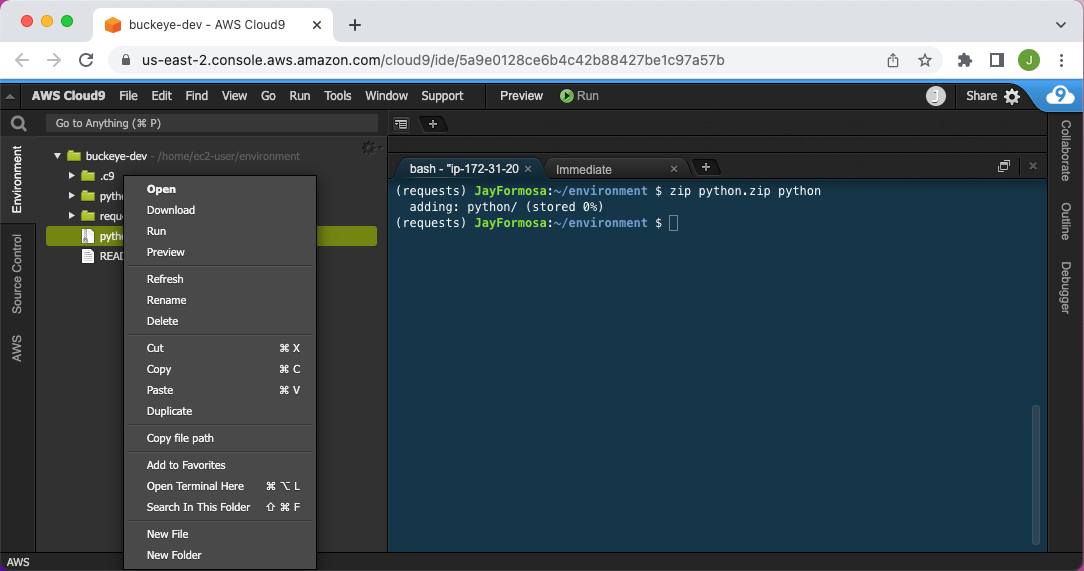 buckeye-dev - AWS Cloud9
us-east-2.console.aws.amazon.com/cloud9/ide/5a9e0128ce6b4c42b88427be1c97a57b
J
AWS Cloud9 File Edit Find View Go Run Tools Window Support Preview Run
J
Share
9
Go to Anything (⌘ P)
Environment
Source Control
AWS
buckeye-dev - /home/ec2-user/environment
.c9
pytho
reque
pytho
READ
Open
Download
Run
Preview
Refresh
Rename
Delete
Cut ⌘ X
Copy ⌘ C
Paste ⌘ V
Duplicate
Copy file path
Add to Favorites
Open Terminal Here ⌘ ⌥ L
Search In This Folder ⇧ ⌘ F
New File
New Folder
bash - "ip-172-31-20
Immediate
(requests) JayFormosa:~/environment $ zip python.zip python
adding: python/ (stored 0%)
(requests) JayFormosa:~/environment $
Collaborate
Outline
Debugger
AWS